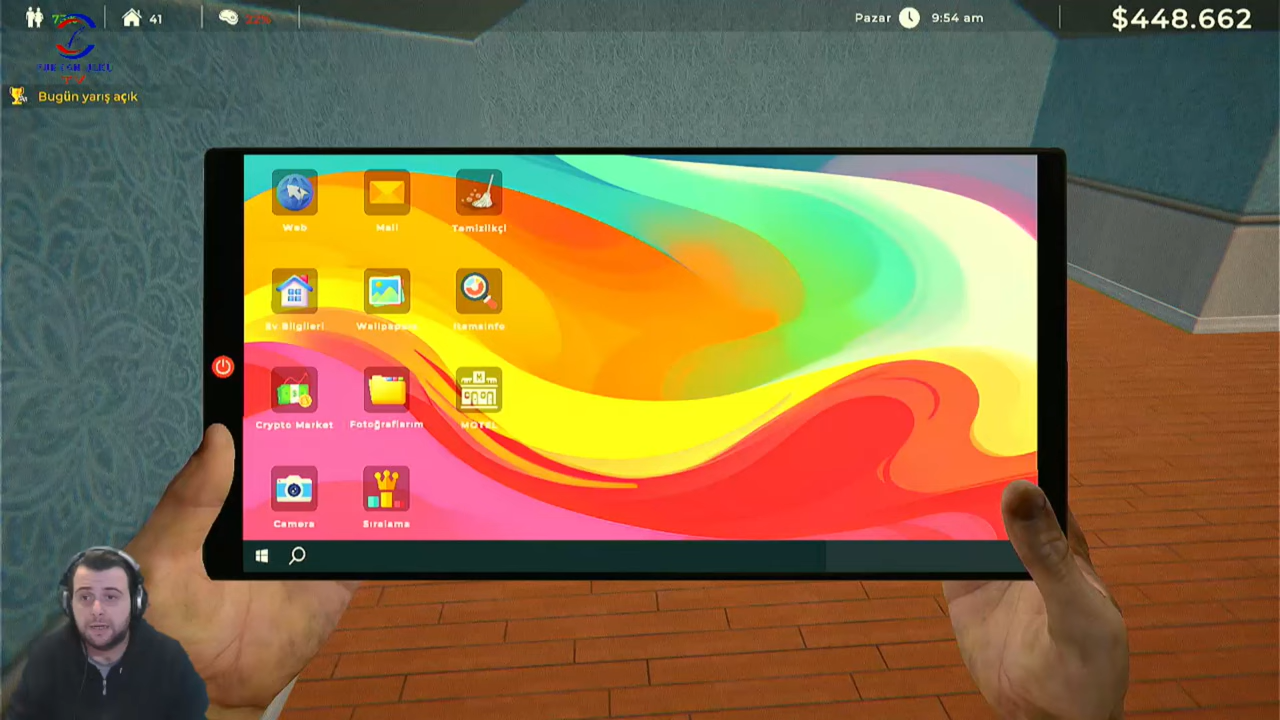 41
22%
Pazar
9:54 am
$448.662
Bugün yarış açık
Web
Mail
Temizlikçi
Ev Bilgileri
Wallpapers
Itemsinfo
Crypto Market
Fotoğraflarım
MOTEL
Camera
Sıralama